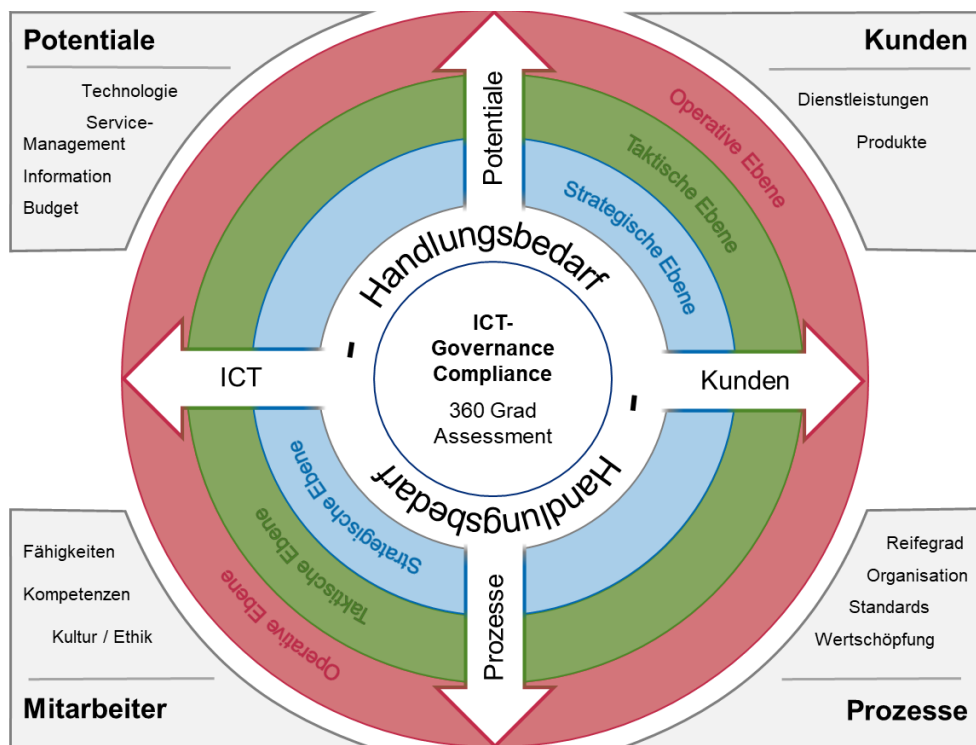 Potentiale
Technologie
Service-
Management
Information
Budget
Kunden
Dienstleistungen
Produkte
Potentiale
Operative Ebene
Taktische Ebene
Strategische Ebene
Handlungsbedarf
ICT
ICT-
Governance
Compliance
360 Grad
Assessment
Kunden
-
-
Handlungsbedarf
Strategische Ebene
Taktische Ebene
Operative Ebene
Prozesse
Fähigkeiten
Kompetenzen
Kultur / Ethik
Mitarbeiter
Reifegrad
Organisation
Standards
Wertschöpfung
Prozesse